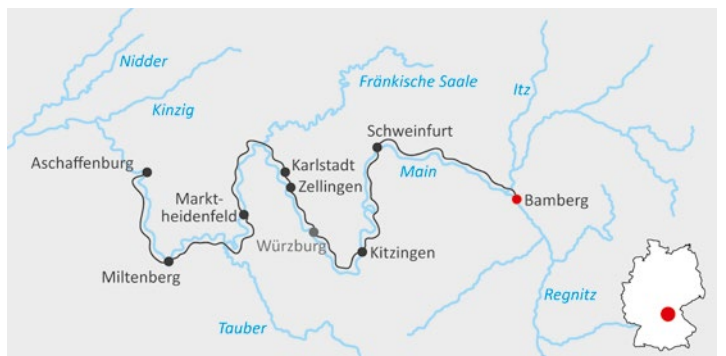 Nidder
Kinzig
Fränkische Saale
Itz
Schweinfurt
Aschaffenburg
Karlstadt
Zellingen
Main
Markt-
heidenfeld
Bamberg
Würzburg
Kitzingen
Miltenberg
Regnitz
Tauber